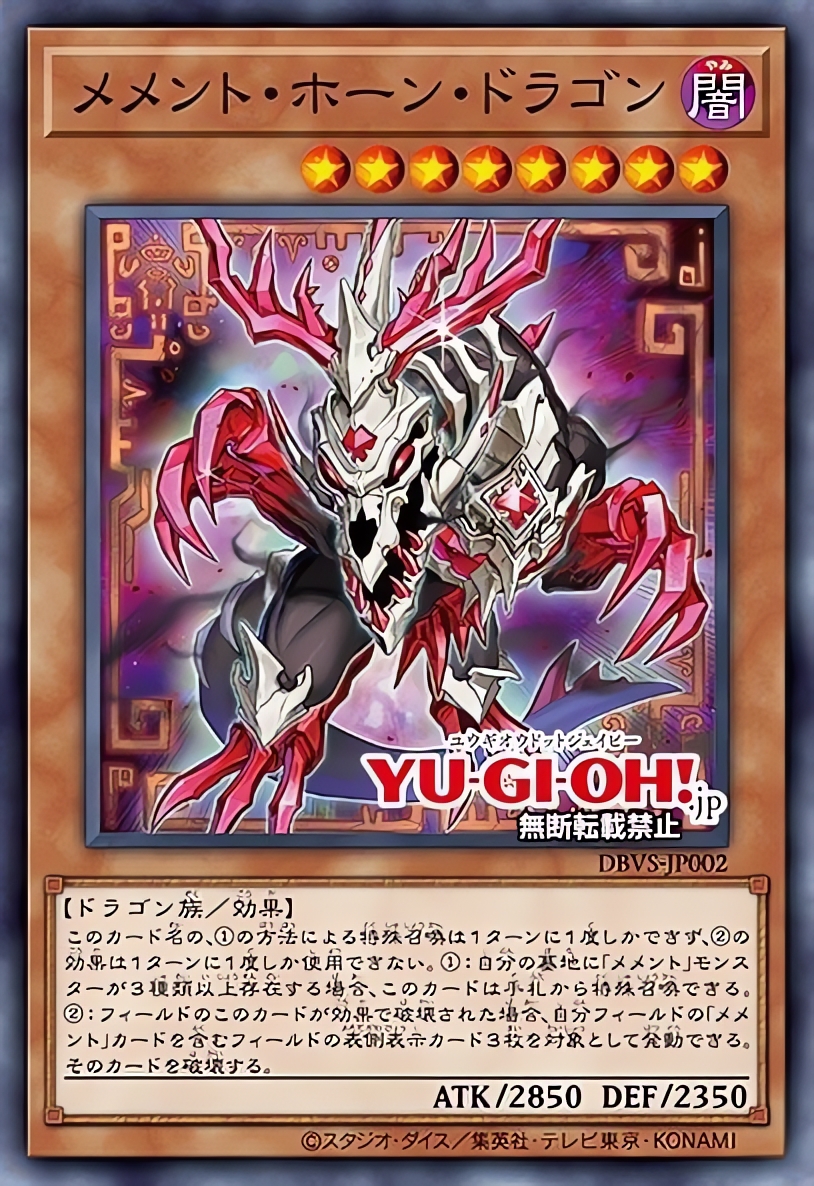 メメント・ホーン・ドラゴン
やみ
闇
ユウギオウドットジェイピー
YU-GI-OH!.jp
無断転載禁止
DBVS-JP002
【ドラゴン族／効果】
このカード名の、①の方法による特殊召喚は１ターンに１度しかできず、②の
効果は１ターンに１度しか使用できない。①：自分の墓地に「メメント」モンス
ターが３種類以上存在する場合、このカードは手札から特殊召喚できる。
②：フィールドのこのカードが効果で破壊された場合、自分フィールドの「メメ
ント」カードを含むフィールドの表側表示カード３枚を対象として発動できる。
そのカードを破壊する。
ATK/2850 DEF/2350
©スタジオ・ダイス／集英社・テレビ東京・KONAMI